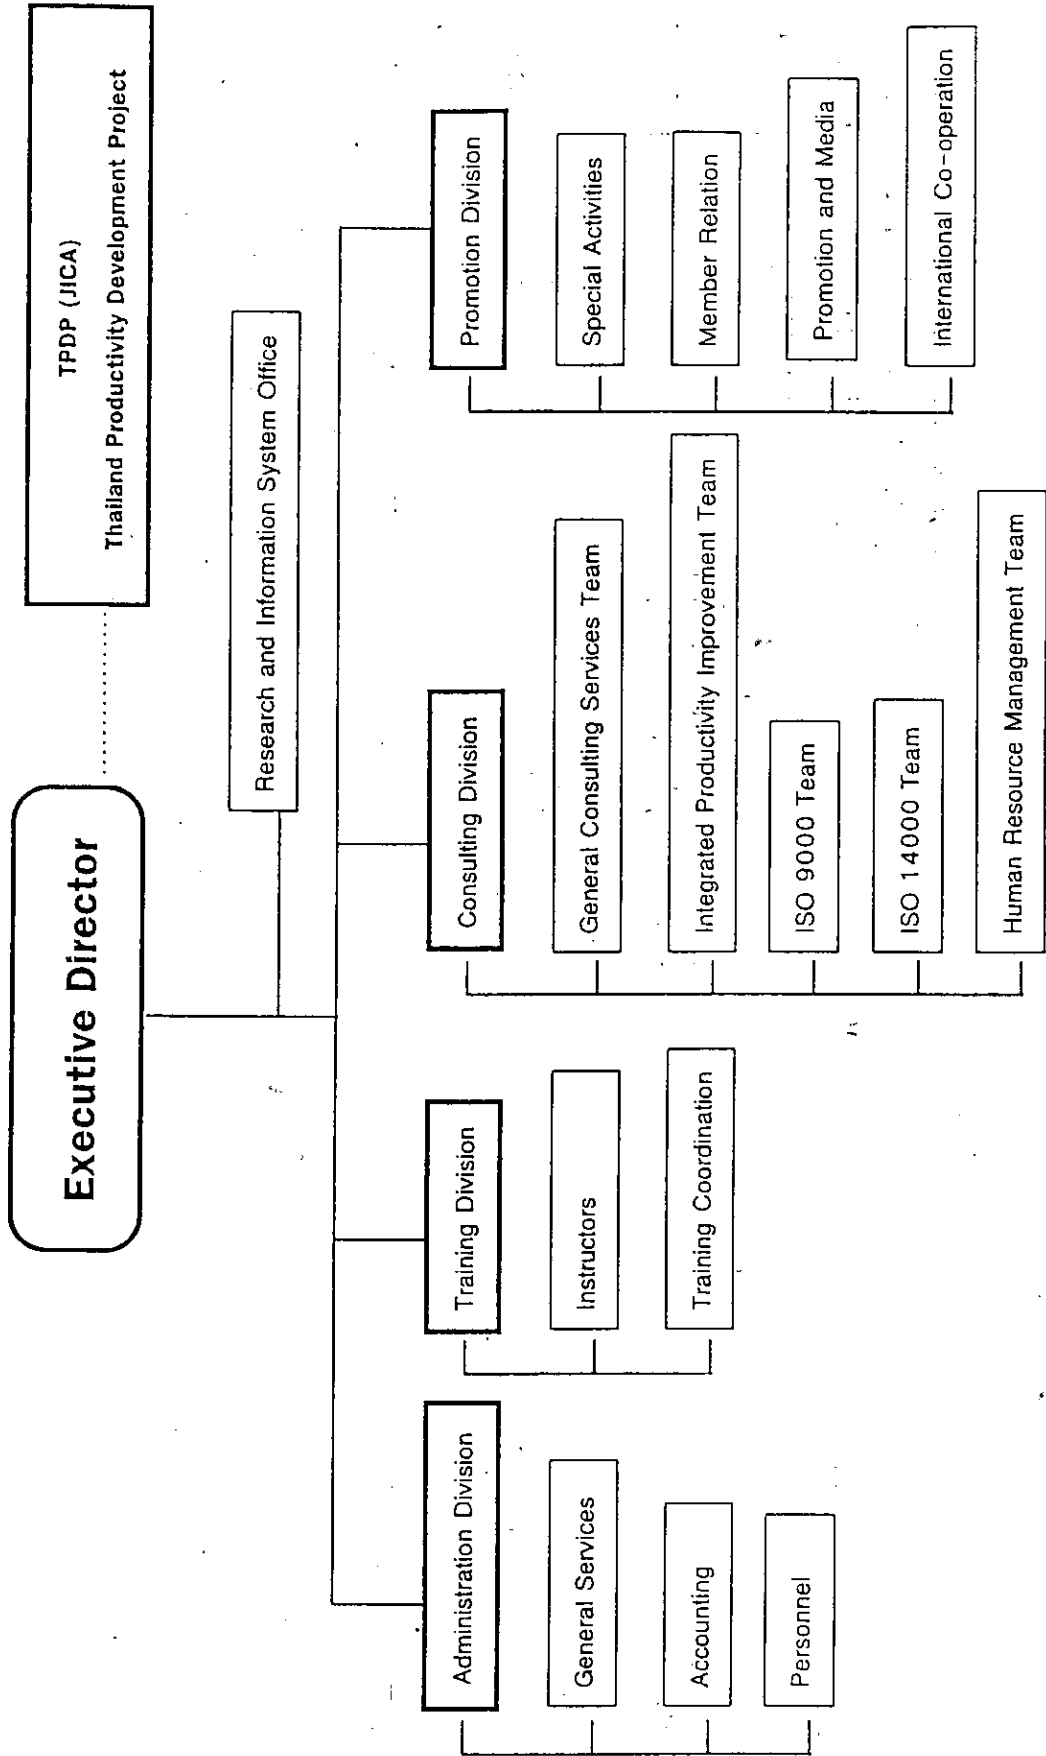 Executive Director
TPDP (JICA)
Thailand Productivity Development Project
Research and Information System Office
Administration Division
General Services
Accounting
Personnel
Training Division
Instructors
Training Coordination
Consulting Division
General Consulting Services Team
Integrated Productivity Improvement Team
ISO 9000 Team
ISO 14000 Team
Human Resource Management Team
Promotion Division
Special Activities
Member Relation
Promotion and Media
International Co-operation